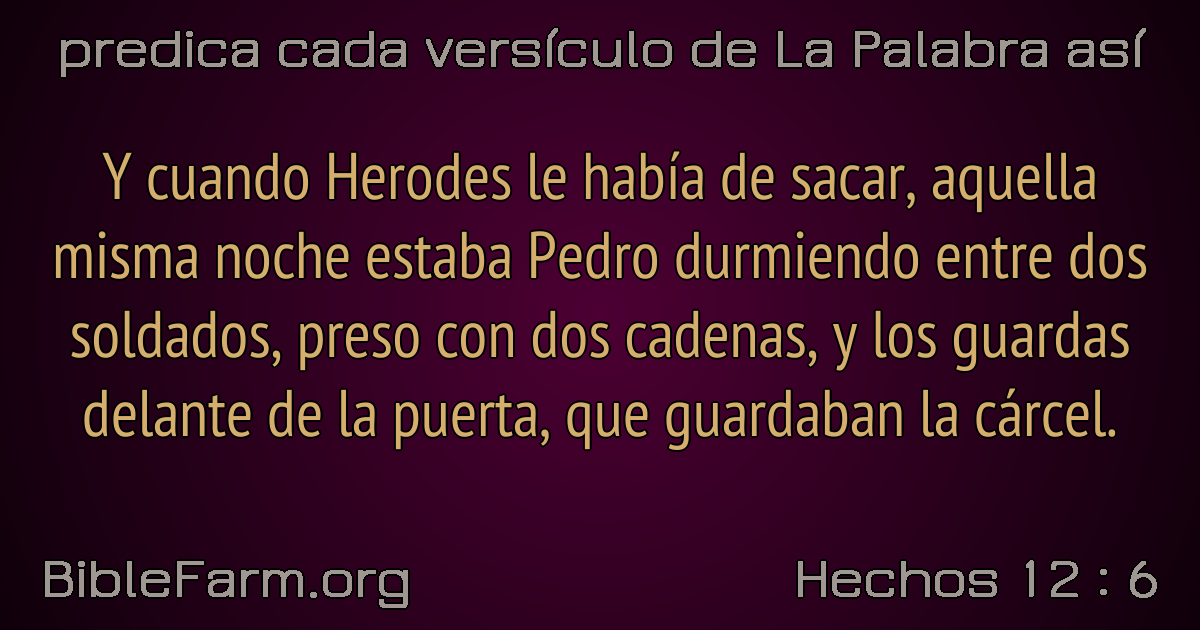 predica cada versículo de La Palabra así
Y cuando Herodes le había de sacar, aquella
misma noche estaba Pedro durmiendo entre dos
soldados, preso con dos cadenas, y los guardas
delante de la puerta, que guardaban la cárcel.
BibleFarm.org
Hechos 12 : 6